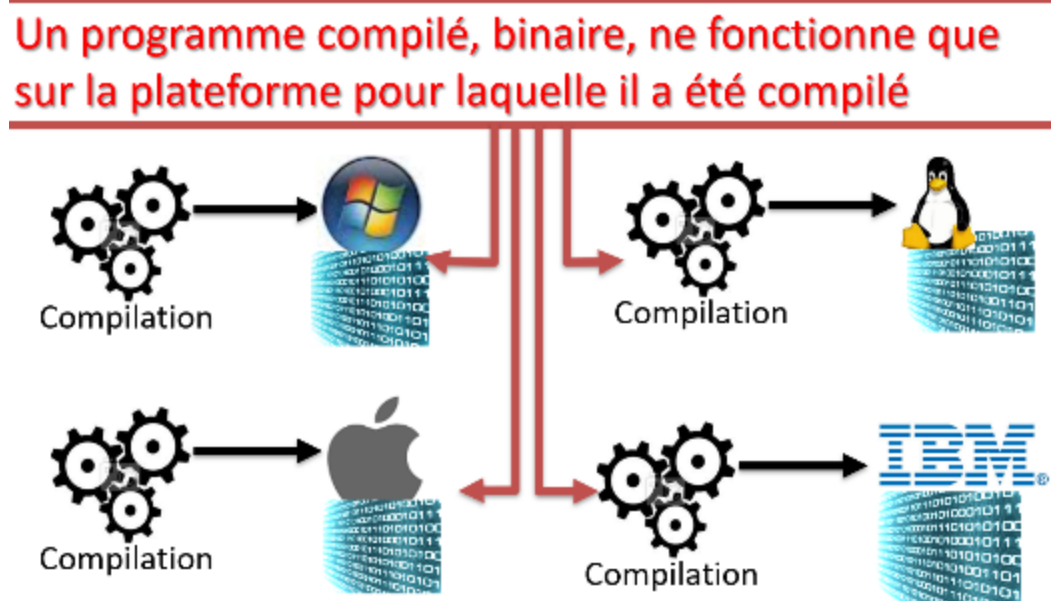 Un programme compilé, binaire, ne fonctionne que
sur la plateforme pour laquelle il a été compilé
Compilation
Compilation
IBM®
Compilation
Compilation